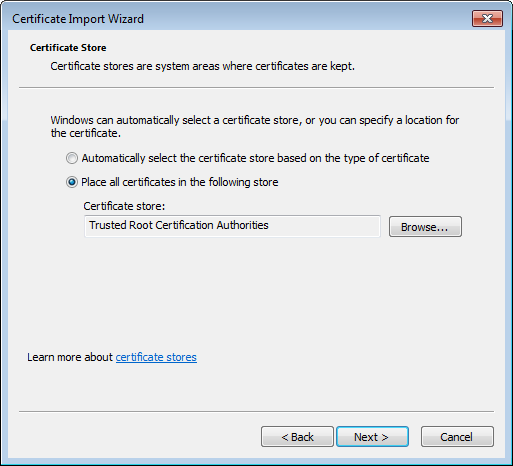 Certificate Import Wizard
Certificate Store
Certificate stores are system areas where certificates are kept.
Windows can automatically select a certificate store, or you can specify a location for
the certificate.
Automatically select the certificate store based on the type of certificate
Place all certificates in the following store
Certificate store:
Trusted Root Certification Authorities
Browse...
Learn more about certificate stores
< Back
Next >
Cancel